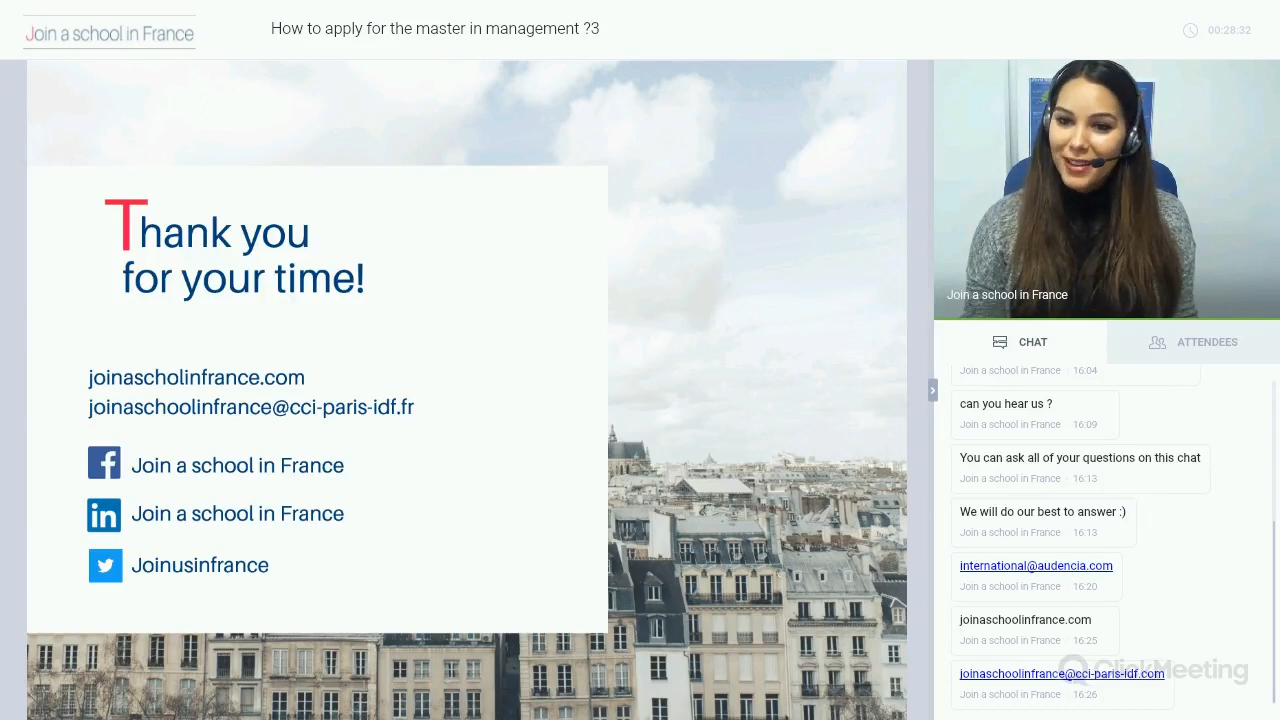 Join a school in France
How to apply for the master in management ?3
00:28:32
Thank you
for your time!
joinascholinfrance.com
joinaschoolinfrance@cci-paris-idf.fr
Join a school in France
Join a school in France
Joinusinfrance
Join a school in France
CHAT
ATTENDEES
Join a school in France 16:04
can you hear us ?
Join a school in France 16:09
You can ask all of your questions on this chat
Join a school in France 16:13
We will do our best to answer :)
Join a school in France 16:13
international@audencia.com
Join a school in France 16:20
joinaschoolinfrance.com
Join a school in France 16:25
joinaschoolinfrance@cci-paris-idf.com
Join a school in France 16:26
ClickMeeting